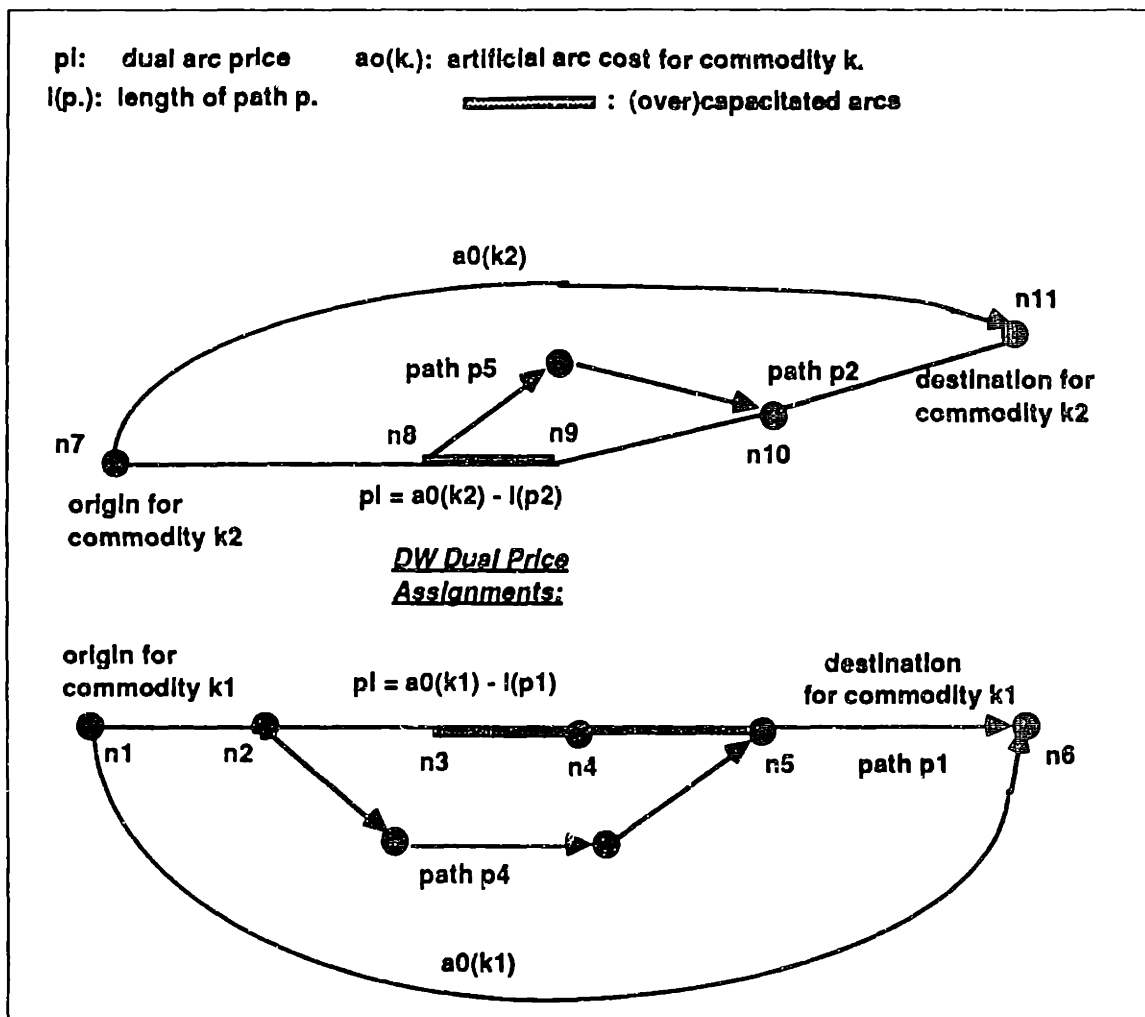 pi: dual arc price ao(k.): artificial arc cost for commodity k.
l(p.): length of path p. : (over)capacitated arcs
a0(k2)
n11
path p5
path p2
destination for
commodity k2
n7
n8
n9
n10
origin for
commodity k2
pi = a0(k2) - l(p2)
DW Dual Price
Assignments:
origin for
commodity k1
pi = a0(k1) - l(p1)
destination
for commodity k1
n1
n2
n3
n4
n5
path p1
n6
path p4
a0(k1)